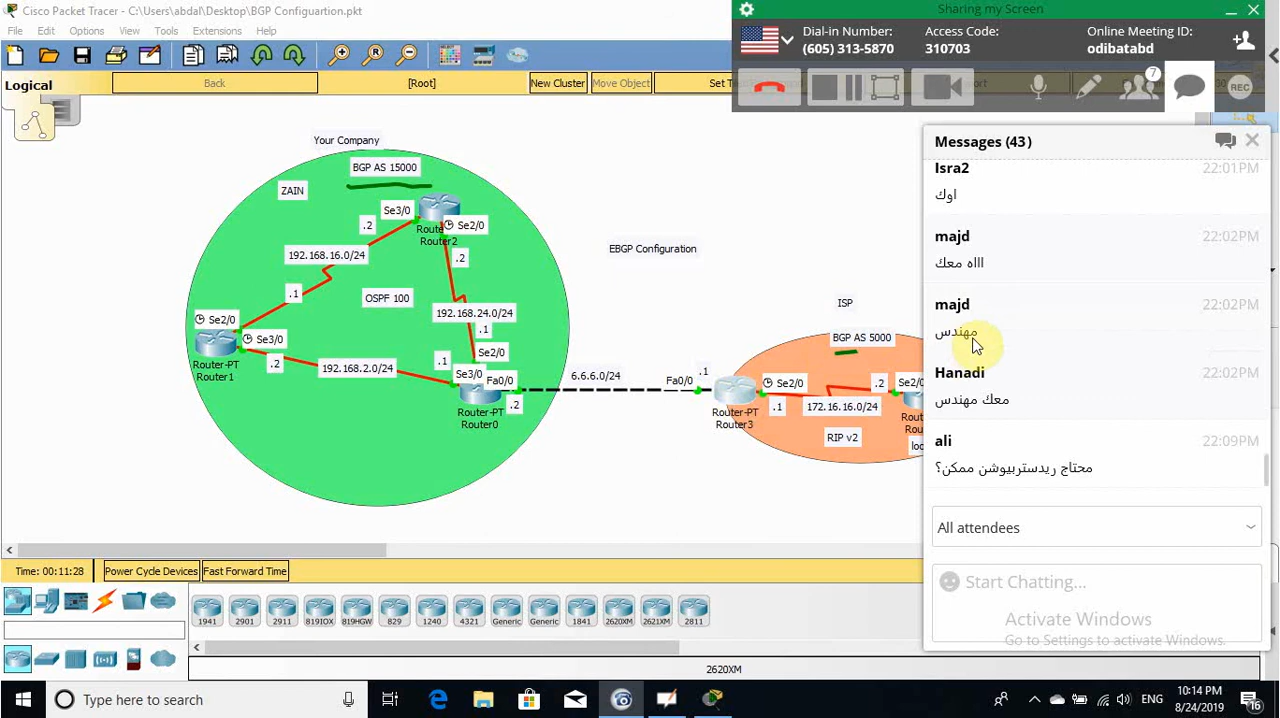 Cisco Packet Tracer - C:\Users\abdal\Desktop\BGP Configuartion.pkt
File Edit Options View Tools Extensions Help
Logical
Back
[Root]
New Cluster
Move Object
Set T
Sharing my Screen
Dial-in Number:
(605) 313-5870
Access Code:
310703
Online Meeting ID:
odibatabd
7
REC
Messages (43)
Isra2 22:01PM
اوك
majd 22:02PM
اااه معك
majd 22:02PM
مهندس
Hanadi 22:02PM
معك مهندس
ali 22:09PM
محتاج ريدستربيوشن ممكن؟
All attendees
Start Chatting...
Activate Windows
Go to Settings to activate Windows.
Your Company
BGP AS 15000
ZAIN
Se3/0
Route
Router2
Se2/0
.2
.2
192.168.16.0/24
.1
OSPF 100
192.168.24.0/24
.1
Se2/0
Se3/0
Router-PT
Router1
.2
192.168.2.0/24
.1
Se2/0
Se3/0
Fa0/0
Router-PT
Router0
.2
EBGP Configuration
6.6.6.0/24
ISP
BGP AS 5000
Fa0/0
.1
Router-PT
Router3
Se2/0
.1
172.16.16.0/24
.2
Se2/0
Rou
Rou
RIP v2
loo
Time: 00:11:28
Power Cycle Devices
Fast Forward Time
1941 2901 2911 819IOX 819HGW 829 1240 4321 Generic Generic 1841 2620XM 2621XM 2811
2620XM
Type here to search
ENG
10:14 PM
8/24/2019
16